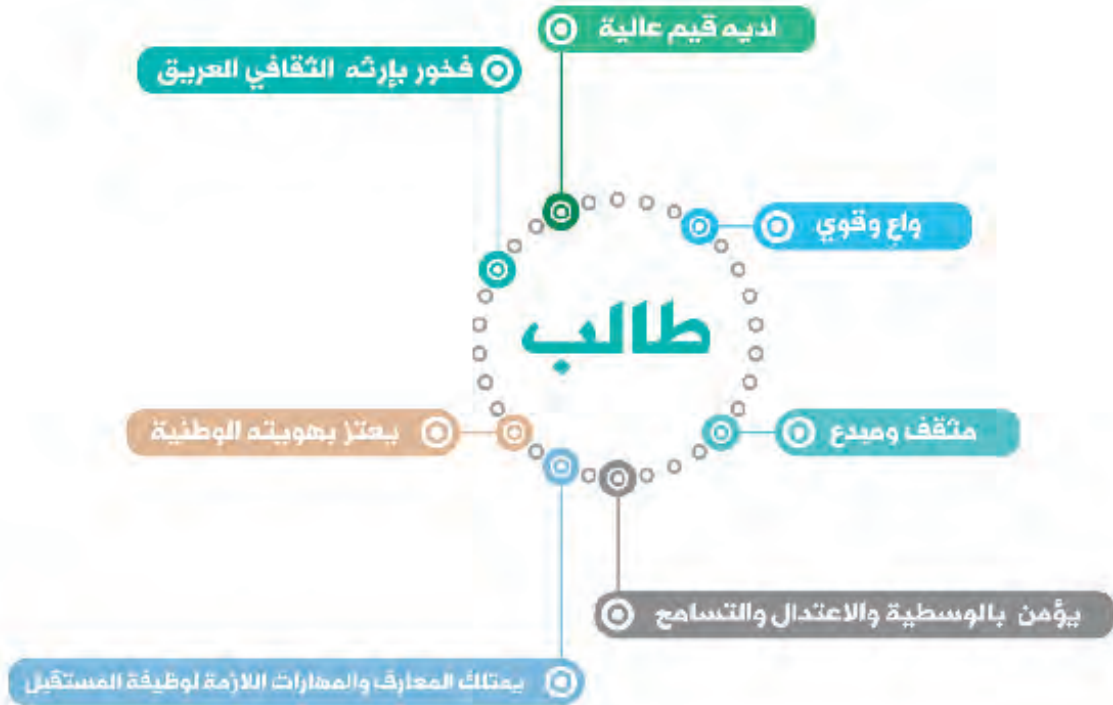 لديه قيم عالية
فخور بإرثه الثقافي العريق
واعٍ وقوي
طالب
يعتز بهويته الوطنية
مثقف ومبدع
يؤمن بالوسطية والاعتدال والتسامح
يمتلك المعارف والمهارات اللازمة لوظيفة المستقبل